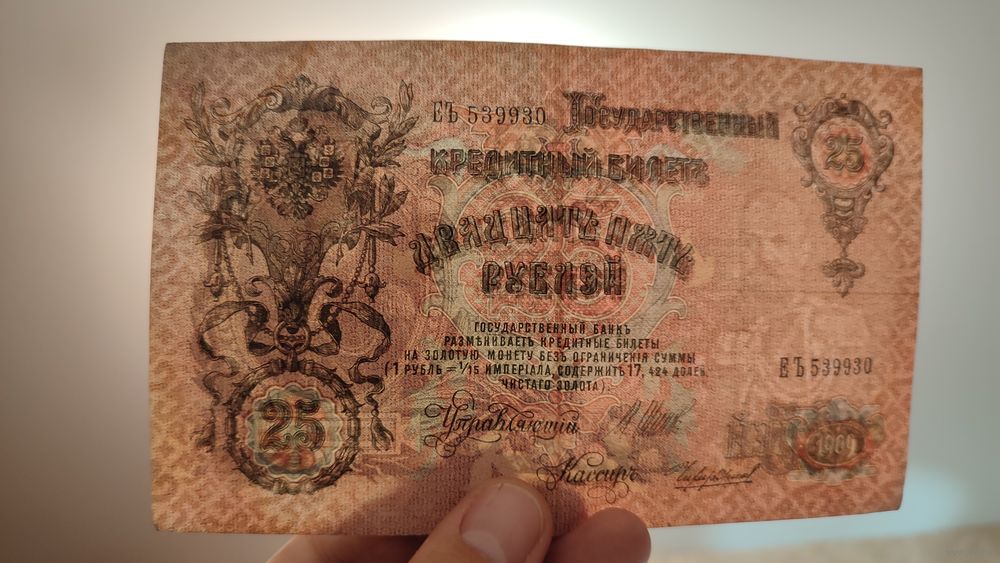 ЕЪ 539930
Государственный
25
Кредитный Билетъ
Двадцать Пять
Рублей
Государственный Банкъ
размѣниваетъ кредитные билеты
на золотую монету безъ ограниченія суммы
(1 рубль = 1/15 имперіала, содержитъ 17, 424 долей
чистаго золота).
ЕЪ 539930
25
Управляющій
1909
Кассиръ